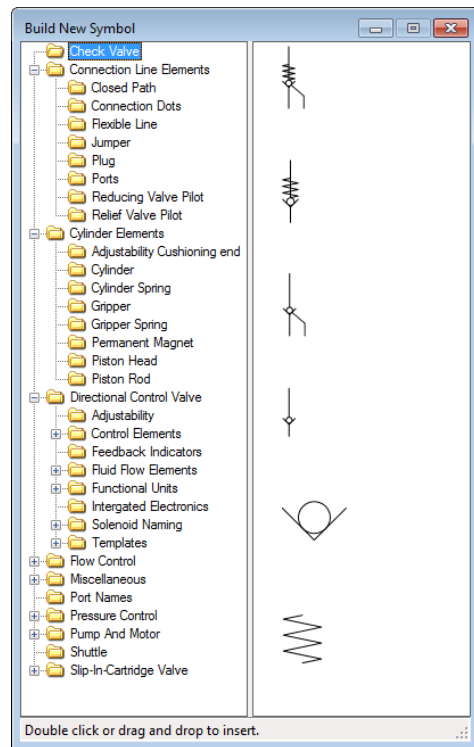 Build New Symbol
Check Valve
Connection Line Elements
Closed Path
Connection Dots
Flexible Line
Jumper
Plug
Ports
Reducing Valve Pilot
Relief Valve Pilot
Cylinder Elements
Adjustability Cushioning end
Cylinder
Cylinder Spring
Gripper
Gripper Spring
Permanent Magnet
Piston Head
Piston Rod
Directional Control Valve
Adjustability
Control Elements
Feedback Indicators
Fluid Flow Elements
Functional Units
Intergated Electronics
Solenoid Naming
Templates
Flow Control
Miscellaneous
Port Names
Pressure Control
Pump And Motor
Shuttle
Slip-In-Cartridge Valve
Double click or drag and drop to insert.